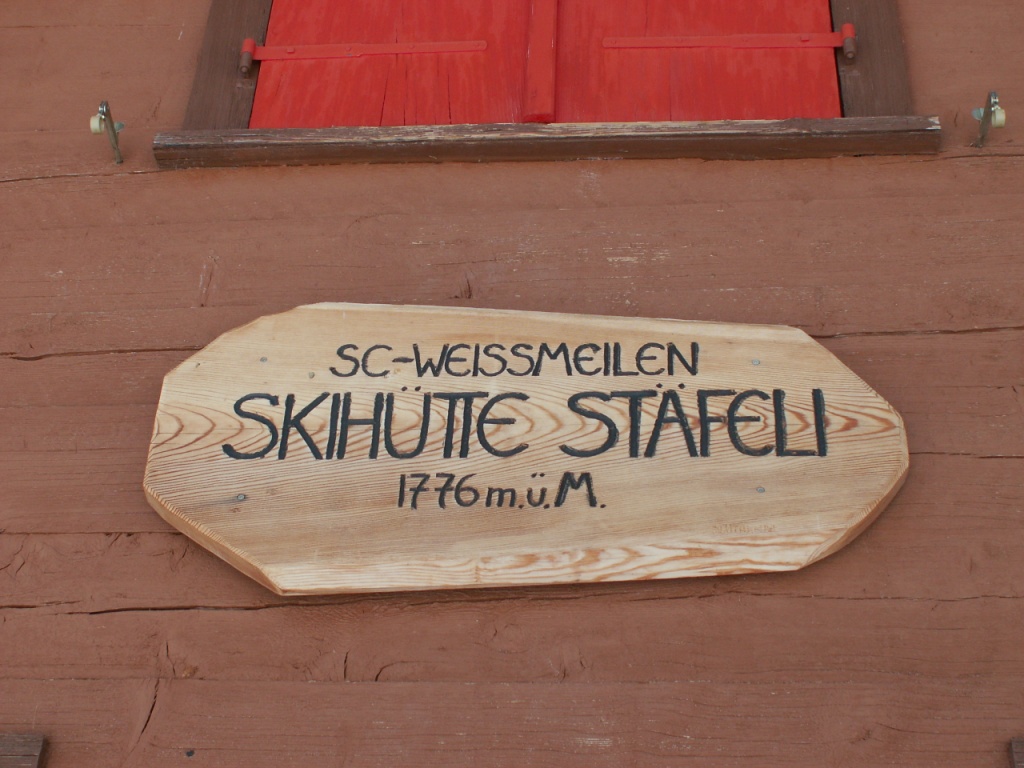 SC-WEISSMEILEN
SKIHÜTTE STÄFELI
1776 m.ü.M.